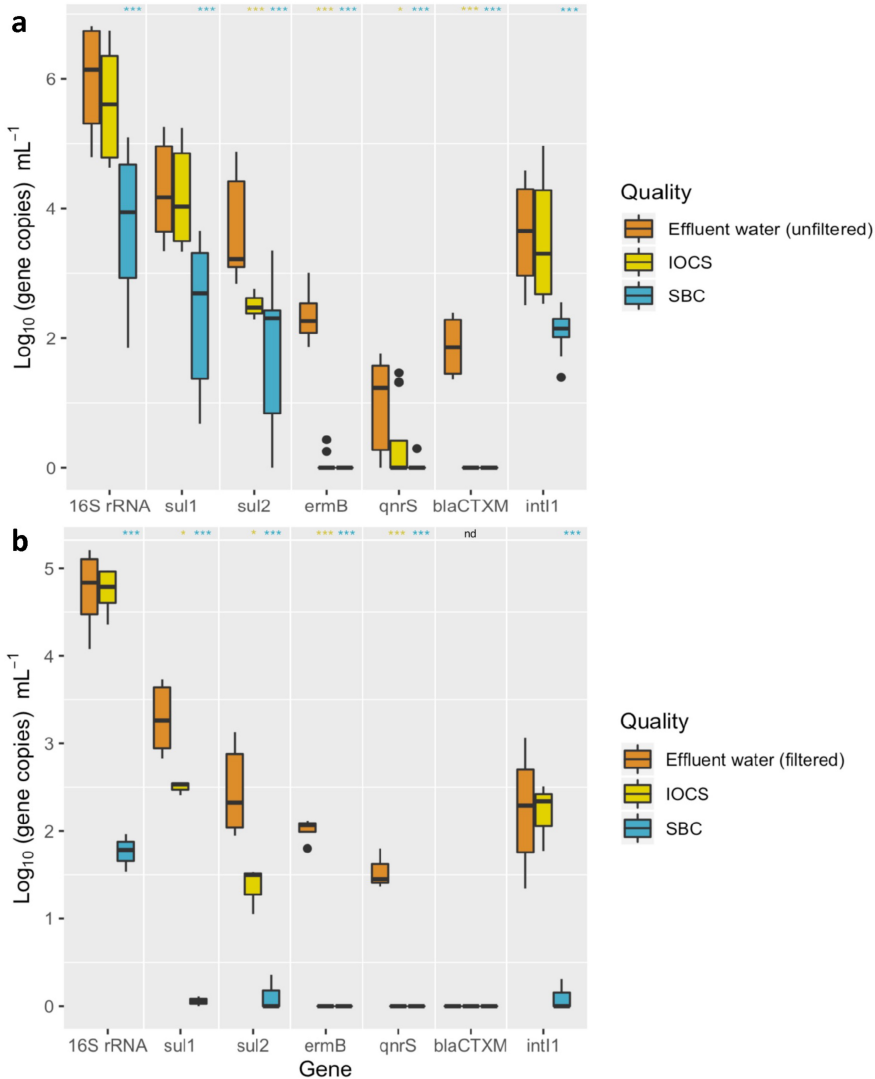 a
*** *** *** *** *** *** * *** *** *** ***
6
4
2
0
Log10 (gene copies) mL−1
16S rRNA sul1 sul2 ermB qnrS blaCTXM intI1
Quality
Effluent water (unfiltered)
IOCS
SBC
b
*** * *** * *** *** *** *** *** nd ***
5
4
3
2
1
0
Log10 (gene copies) mL−1
16S rRNA sul1 sul2 ermB qnrS blaCTXM intI1
Gene
Quality
Effluent water (filtered)
IOCS
SBC